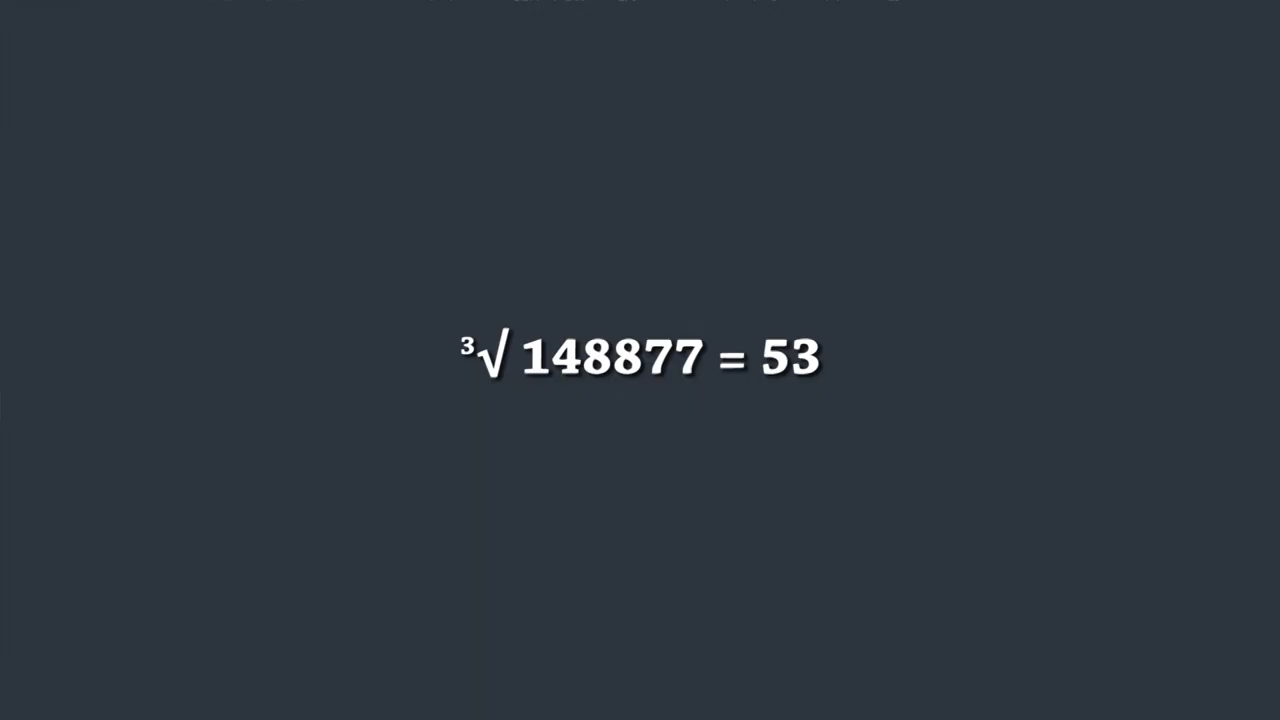 ³√ 148877 = 53